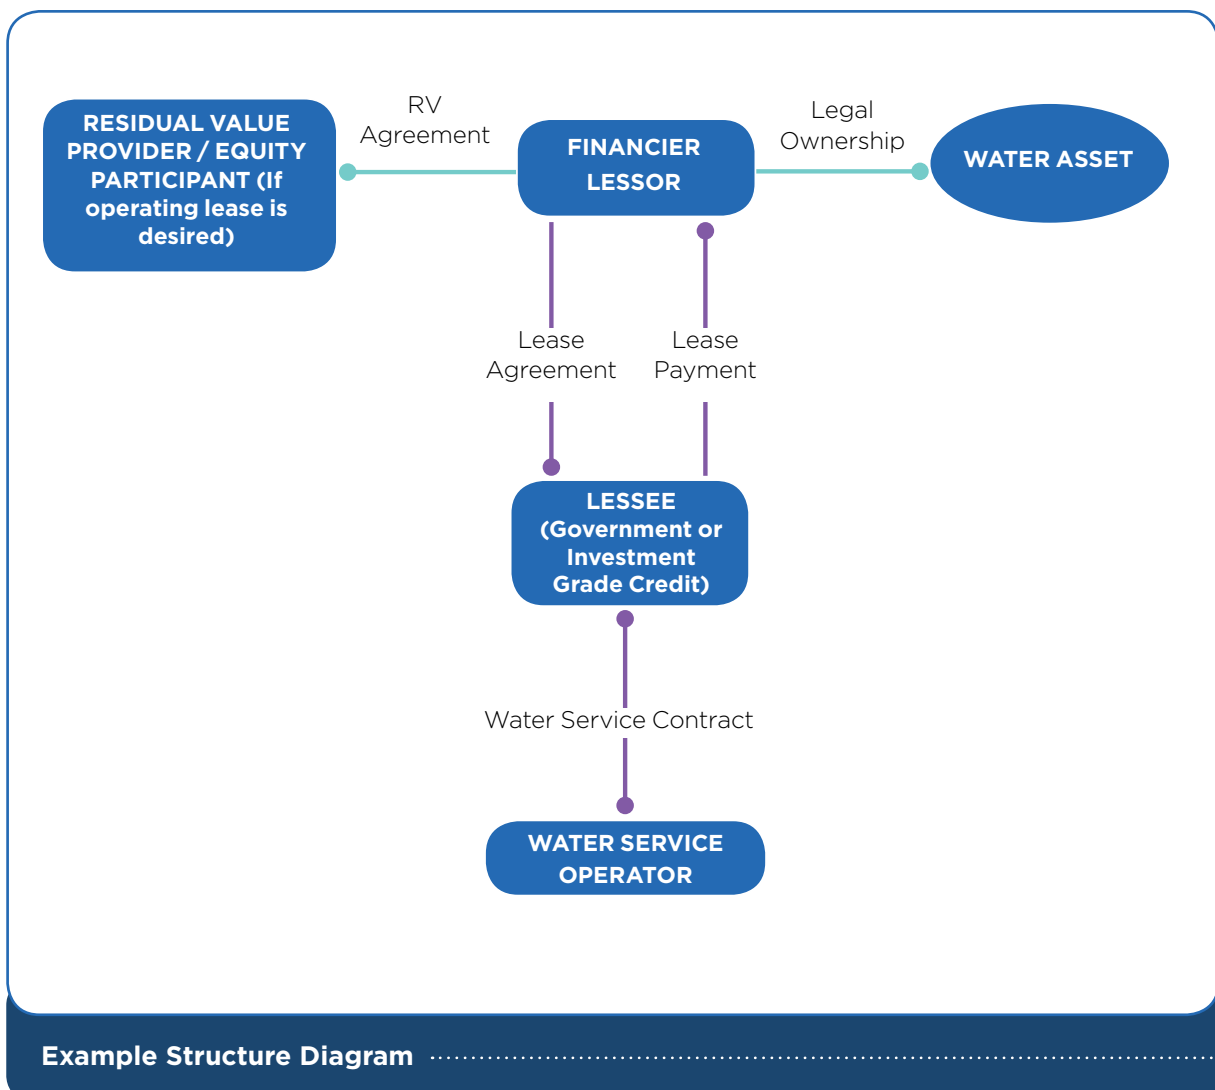 RESIDUAL VALUE
PROVIDER / EQUITY
PARTICIPANT (If
operating lease is
desired)
RV
Agreement
FINANCIER
LESSOR
Legal
Ownership
WATER ASSET
Lease
Agreement
Lease
Payment
LESSEE
(Government or
Investment
Grade Credit)
Water Service Contract
WATER SERVICE
OPERATOR
Example Structure Diagram